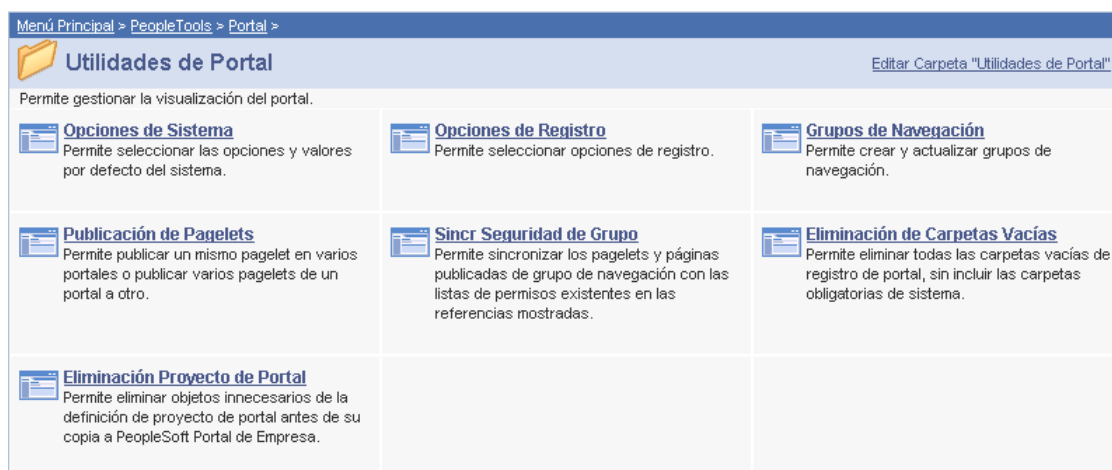 Menú Principal > PeopleTools > Portal >
Utilidades de Portal
Editar Carpeta "Utilidades de Portal"
Permite gestionar la visualización del portal.
Opciones de Sistema
Permite seleccionar las opciones y valores
por defecto del sistema.
Opciones de Registro
Permite seleccionar opciones de registro.
Grupos de Navegación
Permite crear y actualizar grupos de
navegación.
Publicación de Pagelets
Permite publicar un mismo pagelet en varios
portales o publicar varios pagelets de un
portal a otro.
Sincr Seguridad de Grupo
Permite sincronizar los pagelets y páginas
publicadas de grupo de navegación con las
listas de permisos existentes en las
referencias mostradas.
Eliminación de Carpetas Vacías
Permite eliminar todas las carpetas vacías de
registro de portal, sin incluir las carpetas
obligatorias de sistema.
Eliminación Proyecto de Portal
Permite eliminar objetos innecesarios de la
definición de proyecto de portal antes de su
copia a PeopleSoft Portal de Empresa.